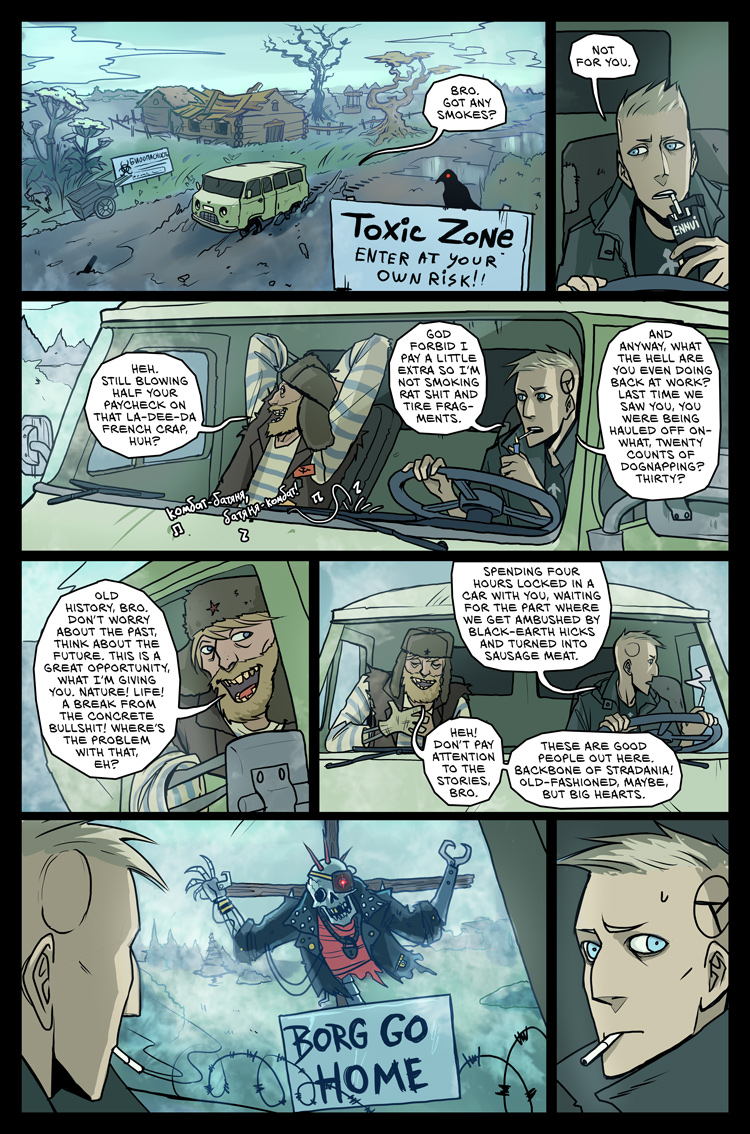 BRO.
GOT ANY
SMOKES?
Биоопасность
TOXIC ZONE
ENTER AT YOUR
OWN RISK!!
NOT
FOR YOU.
ENNUI
HEH.
STILL BLOWING
HALF YOUR
PAYCHECK ON
THAT LA-DEE-DA
FRENCH CRAP,
HUH?
GOD
FORBID I
PAY A LITTLE
EXTRA SO I'M
NOT SMOKING
RAT SHIT AND
TIRE FRAG-
MENTS.
AND
ANYWAY, WHAT
THE HELL ARE
YOU EVEN DOING
BACK AT WORK?
LAST TIME WE
SAW YOU, YOU
WERE BEING
HAULED OFF ON-
WHAT, TWENTY
COUNTS OF
DOGNAPPING?
THIRTY?
комбат-батяня,
батяня-комбат!
OLD
HISTORY, BRO.
DON'T WORRY
ABOUT THE PAST,
THINK ABOUT THE
FUTURE. THIS IS A
GREAT OPPORTUNITY,
WHAT I'M GIVING
YOU. NATURE! LIFE!
A BREAK FROM
THE CONCRETE
BULLSHIT! WHERE'S
THE PROBLEM
WITH THAT,
EH?
SPENDING FOUR
HOURS LOCKED IN A
CAR WITH YOU, WAITING
FOR THE PART WHERE
WE GET AMBUSHED BY
BLACK-EARTH HICKS
AND TURNED INTO
SAUSAGE MEAT.
HEH!
DON'T PAY
ATTENTION
TO THE
STORIES,
BRO.
THESE ARE GOOD
PEOPLE OUT HERE.
BACKBONE OF STRADANIA!
OLD-FASHIONED, MAYBE,
BUT BIG HEARTS.
BORG GO
HOME